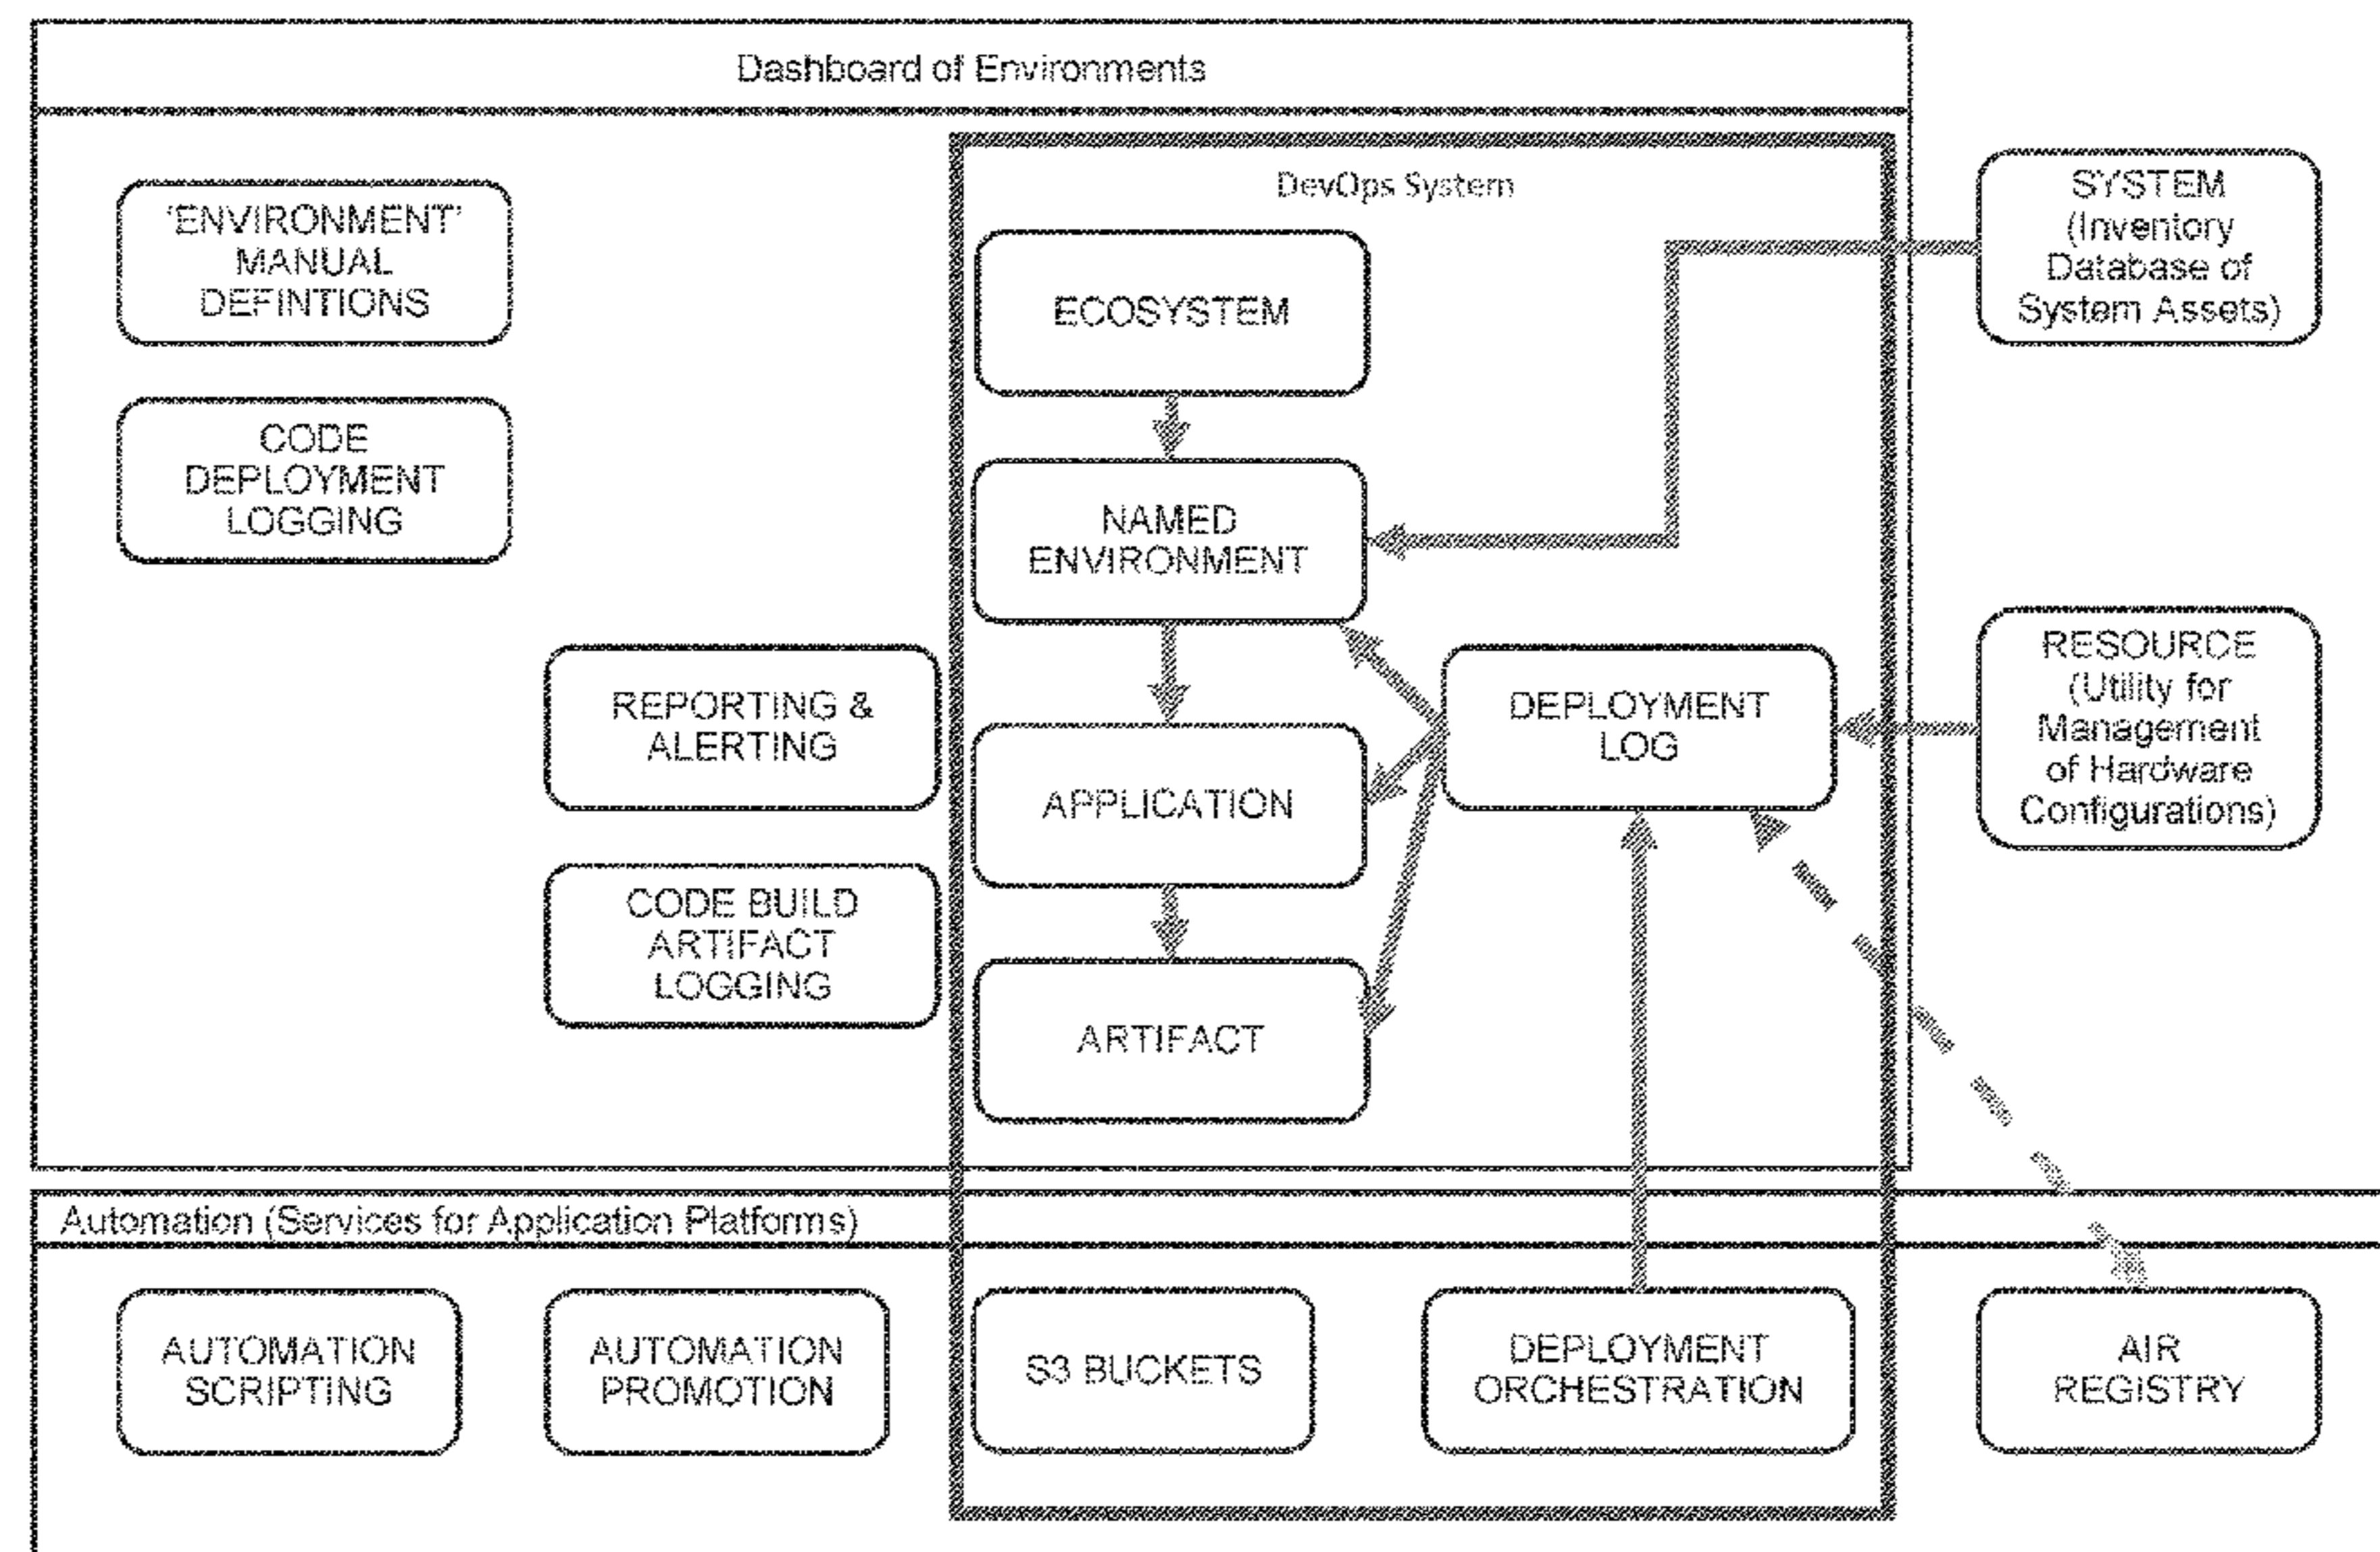 Dashboard of Environments
DevOps System
'ENVIRONMENT'
MANUAL
DEFINTIONS
CODE
DEPLOYMENT
LOGGING
REPORTING &
ALERTING
CODE BUILD
ARTIFACT
LOGGING
ECOSYSTEM
NAMED
ENVIRONMENT
APPLICATION
ARTIFACT
DEPLOYMENT
LOG
SYSTEM
(Inventory
Database of
System Assets)
RESOURCE
(Utility for
Management
of Hardware
Configurations)
Automation (Services for Application Platforms)
AUTOMATION
SCRIPTING
AUTOMATION
PROMOTION
S3 BUCKETS
DEPLOYMENT
ORCHESTRATION
AIR
REGISTRY